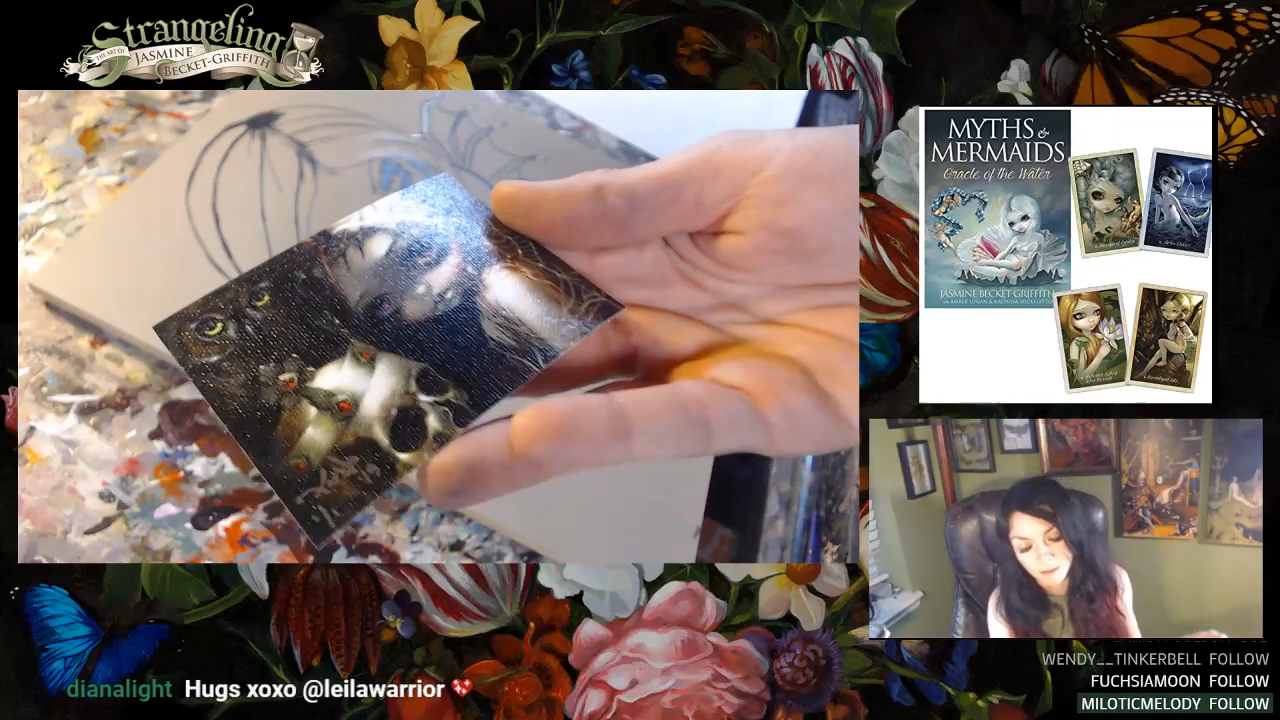 Strangeling
THE ART OF
JASMINE
BECKET-GRIFFITH
MYTHS &
MERMAIDS
Oracle of the Water
JASMINE BECKET-GRIFFITH
dianalight Hugs xoxo @leilawarrior
WENDY__TINKERBELL FOLLOW
FUCHSIAMOON FOLLOW
MILOTICMELODY FOLLOW